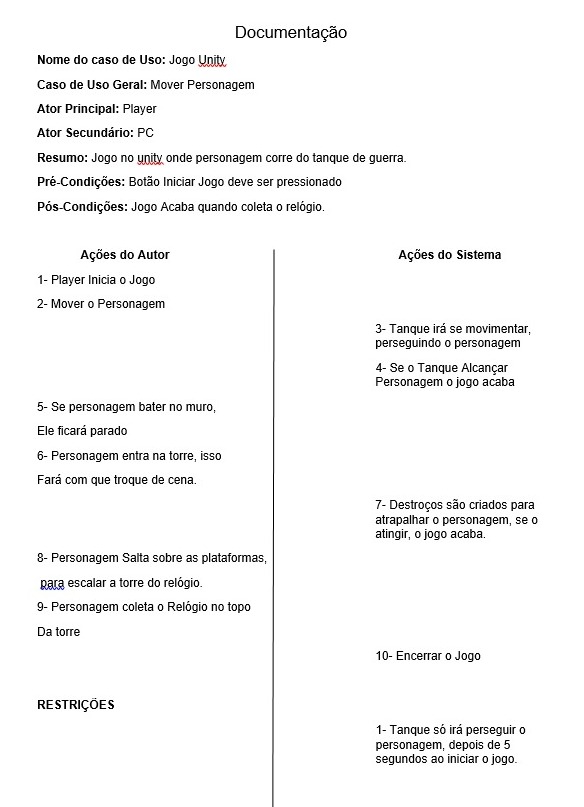 Documentação
Nome do caso de Uso: Jogo Unity
Caso de Uso Geral: Mover Personagem
Ator Principal: Player
Ator Secundário: PC
Resumo: Jogo no unity onde personagem corre do tanque de guerra.
Pré-Condições: Botão Iniciar Jogo deve ser pressionado
Pós-Condições: Jogo Acaba quando coleta o relógio.
Ações do Autor
Ações do Sistema
1- Player Inicia o Jogo
2- Mover o Personagem
3- Tanque irá se movimentar,
perseguindo o personagem
4- Se o Tanque Alcançar
Personagem o jogo acaba
5- Se personagem bater no muro,
Ele ficará parado
6- Personagem entra na torre, isso
Fará com que troque de cena.
7- Destroços são criados para
atrapalhar o personagem, se o
atingir, o jogo acaba.
8- Personagem Salta sobre as plataformas,
para escalar a torre do relógio.
9- Personagem coleta o Relógio no topo
Da torre
10- Encerrar o Jogo
RESTRIÇÕES
1- Tanque só irá perseguir o
personagem, depois de 5
segundos ao iniciar o jogo.